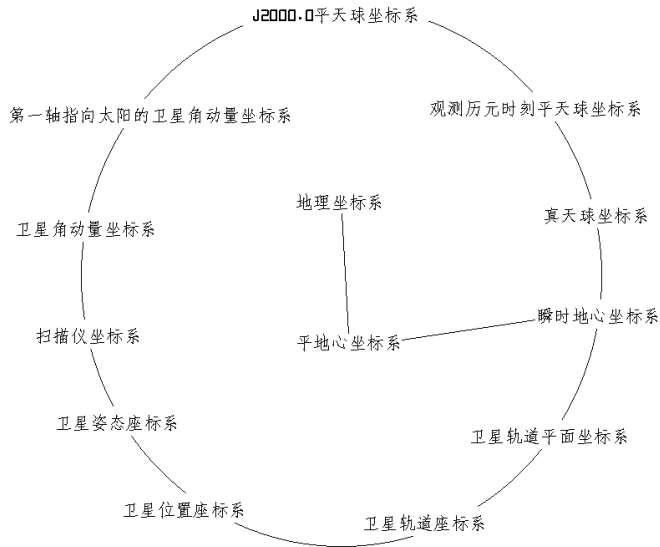 J2000.0平天球坐标系
观测历元时刻平天球坐标系
第一轴指向太阳的卫星角动量坐标系
地理坐标系
真天球坐标系
卫星角动量坐标系
瞬时地心坐标系
扫描仪坐标系
平地心坐标系
卫星姿态座标系
卫星轨道平面坐标系
卫星位置座标系
卫星轨道座标系